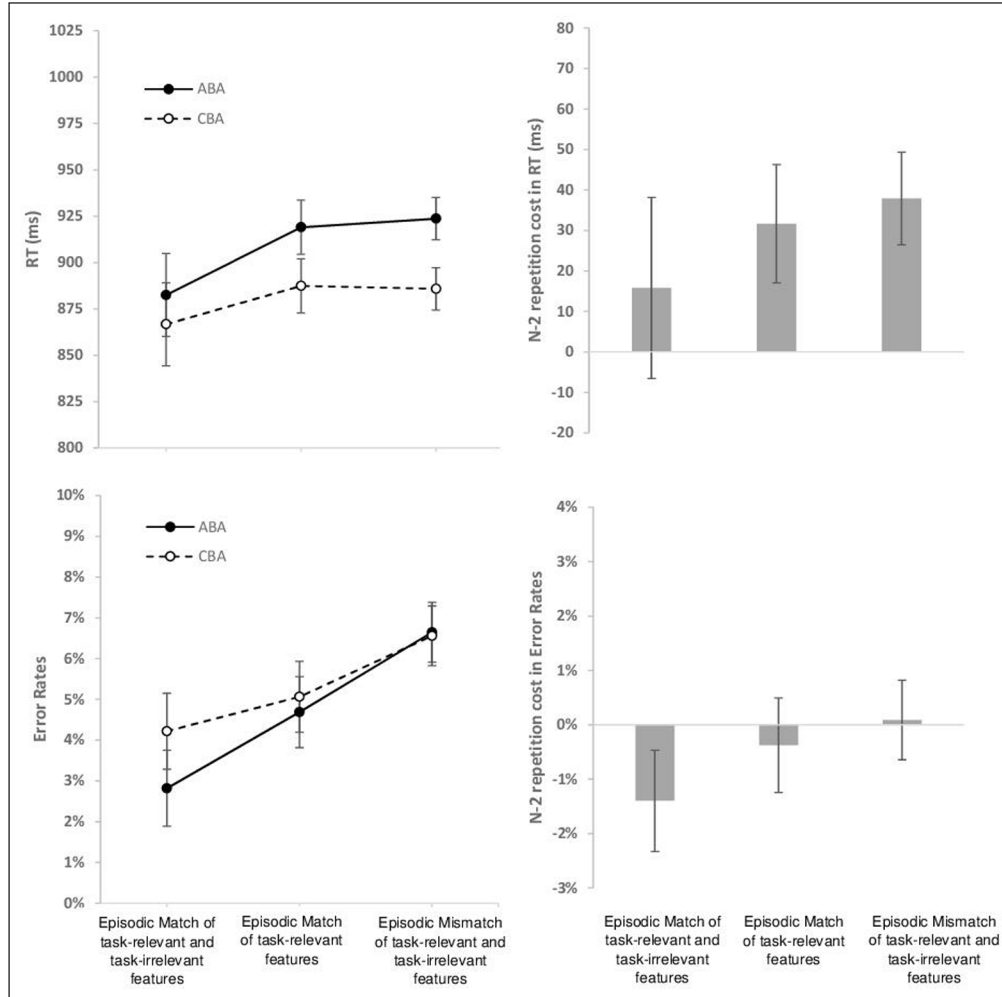 1025
1000
975
950
925
900
875
850
825
800
RT (ms)
ABA
CBA
80
70
60
50
40
30
20
10
0
-10
-20
N-2 repetition cost in RT (ms)
10%
9%
8%
7%
6%
5%
4%
3%
2%
1%
0%
Error Rates
ABA
CBA
Episodic Match of
task-relevant and
task-irrelevant
features
Episodic Match
of task-relevant
features
Episodic Mismatch
of task-relevant and
task-irrelevant
features
4%
3%
2%
1%
0%
-1%
-2%
-3%
N-2 repetition cost in Error Rates
Episodic Match of
task-relevant and
task-irrelevant
features
Episodic Match
of task-relevant
features
Episodic Mismatch
of task-relevant and
task-irrelevant
features